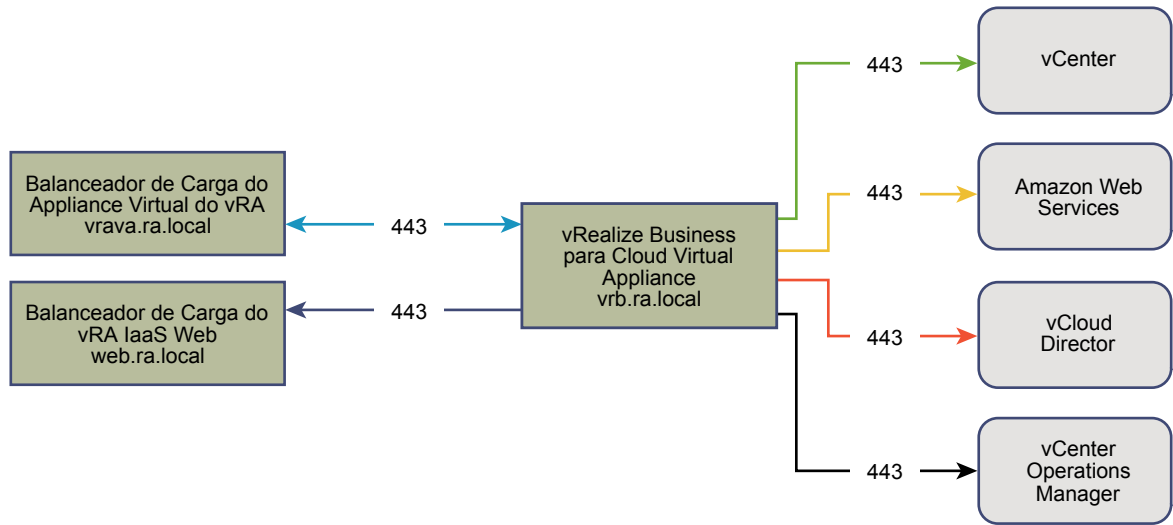 Balanceador de Carga do
Appliance Virtual do vRA
vrava.ra.local
443
Balanceador de Carga do
vRA IaaS Web
web.ra.local
443
vRealize Business
para Cloud Virtual
Appliance
vrb.ra.local
443
vCenter
443
Amazon Web
Services
443
vCloud
Director
443
vCenter
Operations
Manager